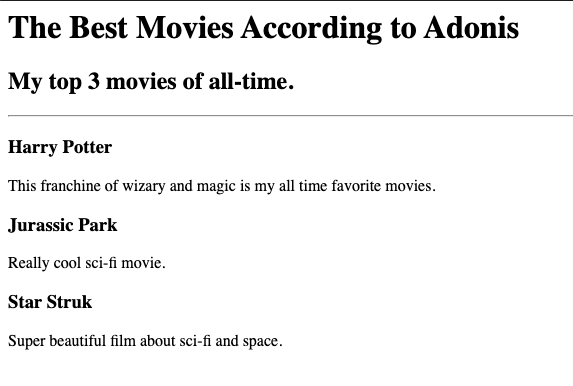 The Best Movies According to Adonis
My top 3 movies of all-time.
Harry Potter
This franchine of wizary and magic is my all time favorite movies.
Jurassic Park
Really cool sci-fi movie.
Star Struk
Super beautiful film about sci-fi and space.